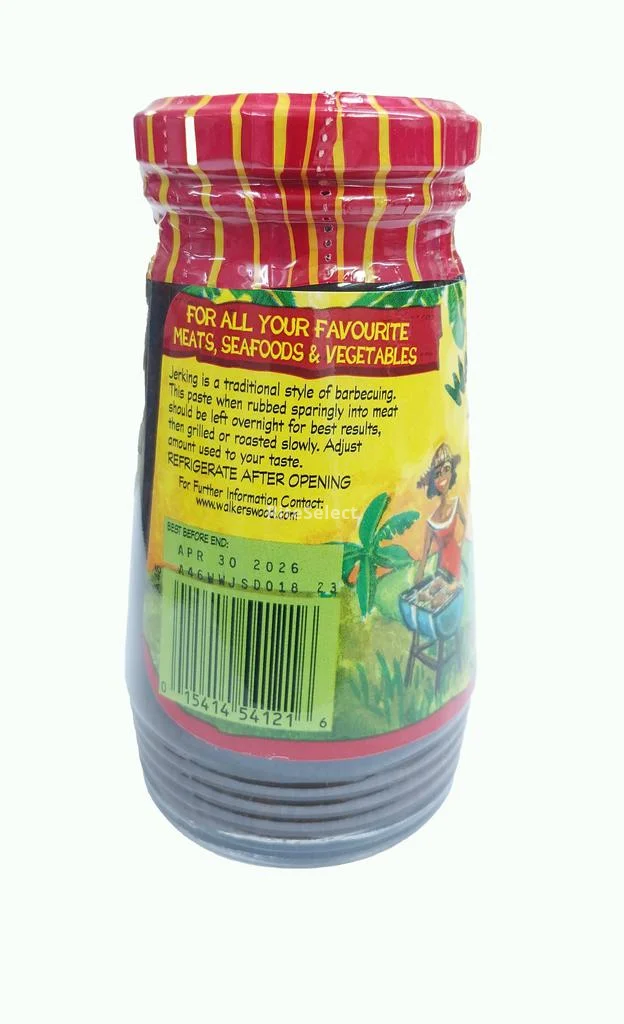 FOR ALL YOUR FAVOURITE
MEATS, SEAFOODS & VEGETABLES
Jerking is a traditional style of barbecuing.
This paste when rubbed sparingly into meat
should be left overnight for best results,
then grilled or roasted slowly. Adjust
amount used to your taste.
REFRIGERATE AFTER OPENING
For Further Information Contact:
www.walkerswood.com
BEST BEFORE END:
APR 30 2026
A46WWJSD018 23
0 15414 54121 6